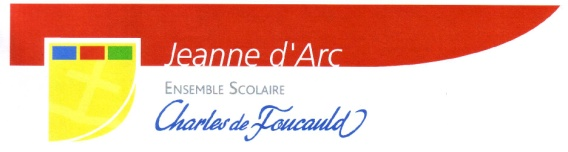 Jeanne d'Arc
ENSEMBLE SCOLAIRE
Charles de Foucauld